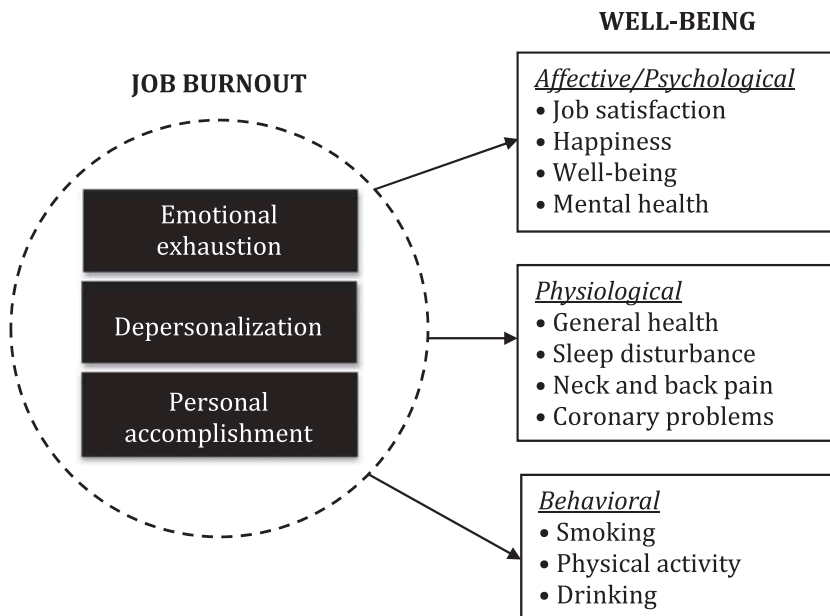 JOB BURNOUT
Emotional
exhaustion
Depersonalization
Personal
accomplishment
WELL-BEING
Affective/Psychological
• Job satisfaction
• Happiness
• Well-being
• Mental health
Physiological
• General health
• Sleep disturbance
• Neck and back pain
• Coronary problems
Behavioral
• Smoking
• Physical activity
• Drinking